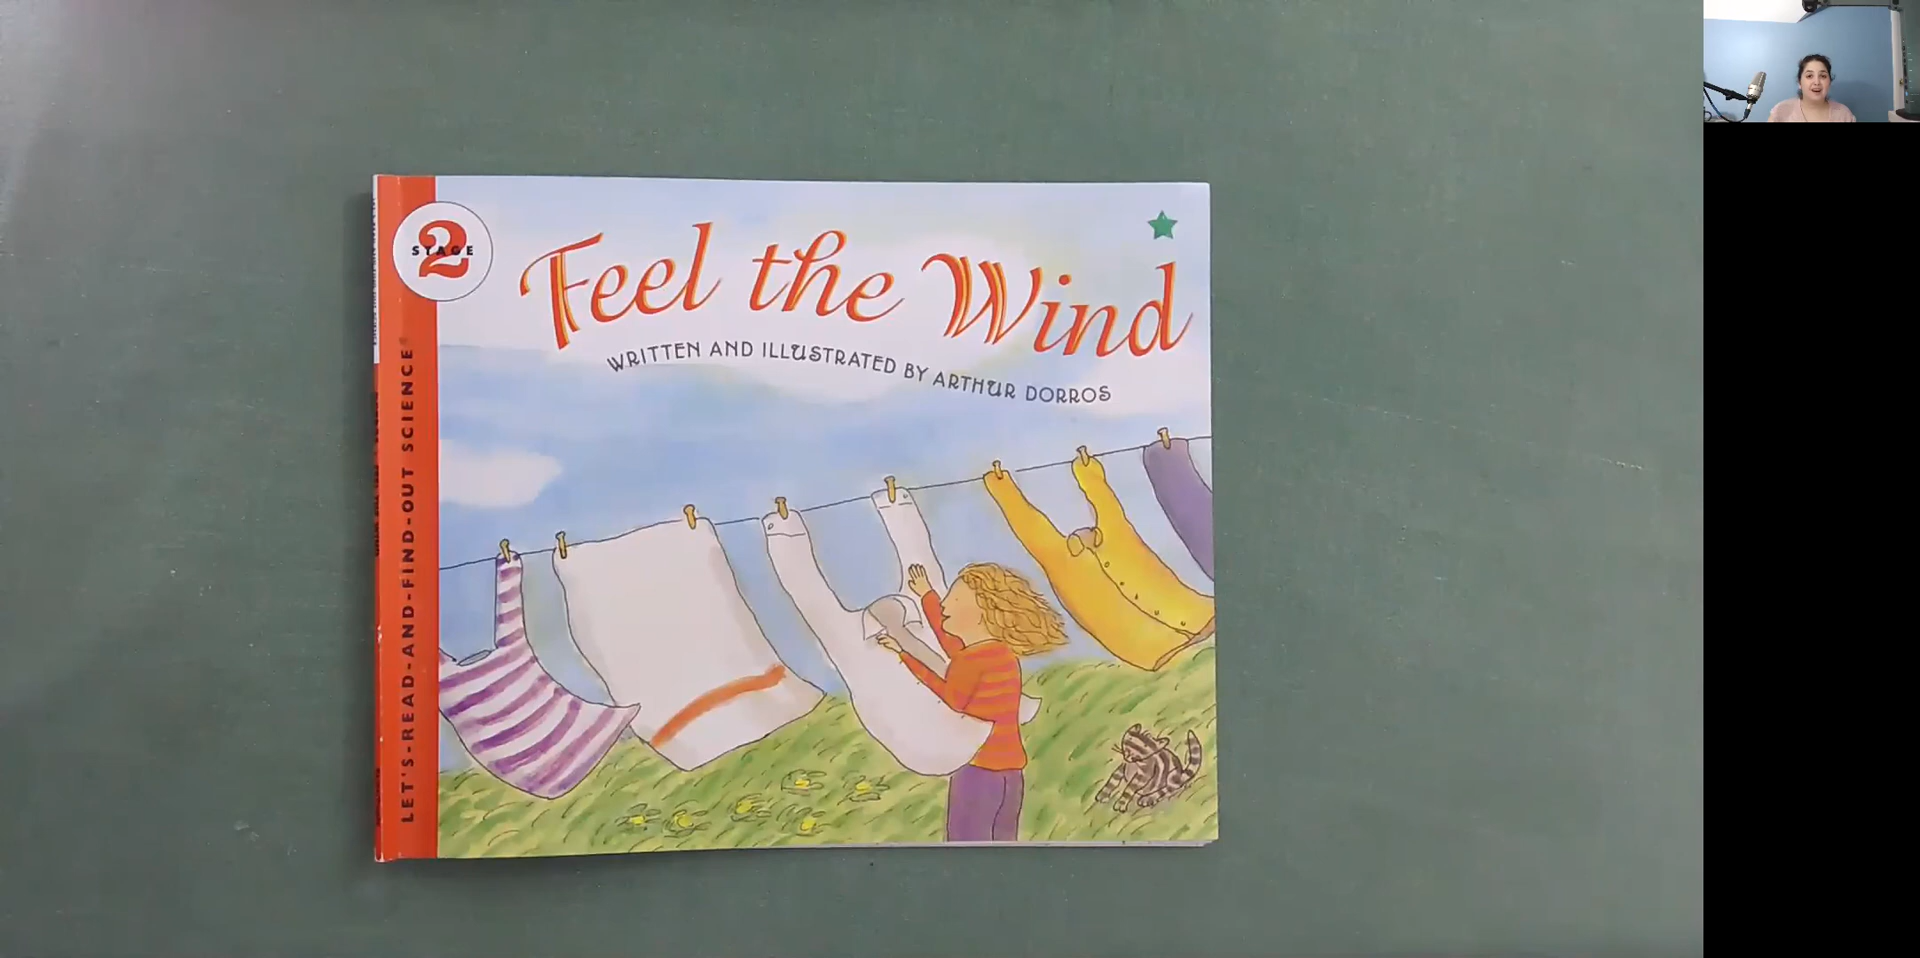 STAGE 2
Feel the Wind
WRITTEN AND ILLUSTRATED BY ARTHUR DORROS
LET'S-READ-AND-FIND-OUT SCIENCE®